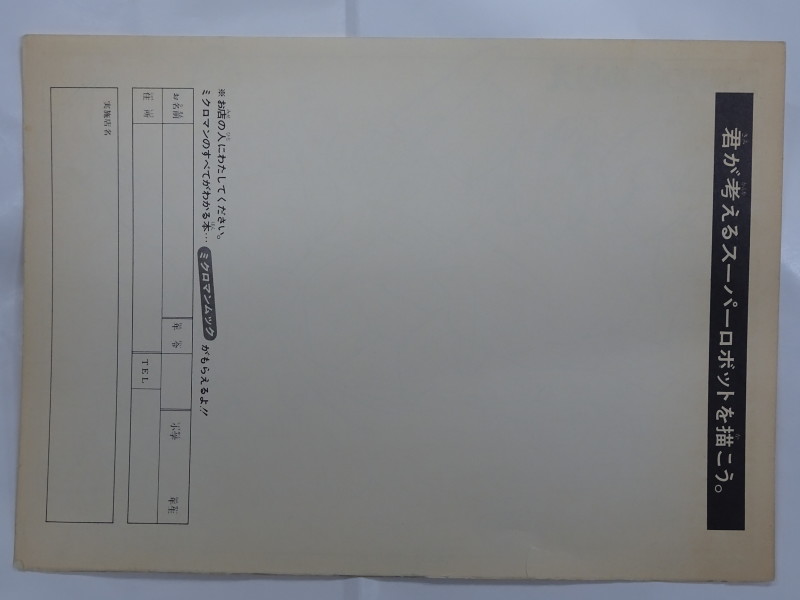 君が考えるスーパーロボットを描こう。
※お店の人にわたしてください。
ミクロマンのすべてがわかる本…ミクロマンムックがもらえるよ!!
お名前
年令
小学 年生
住所
TEL
実施店名